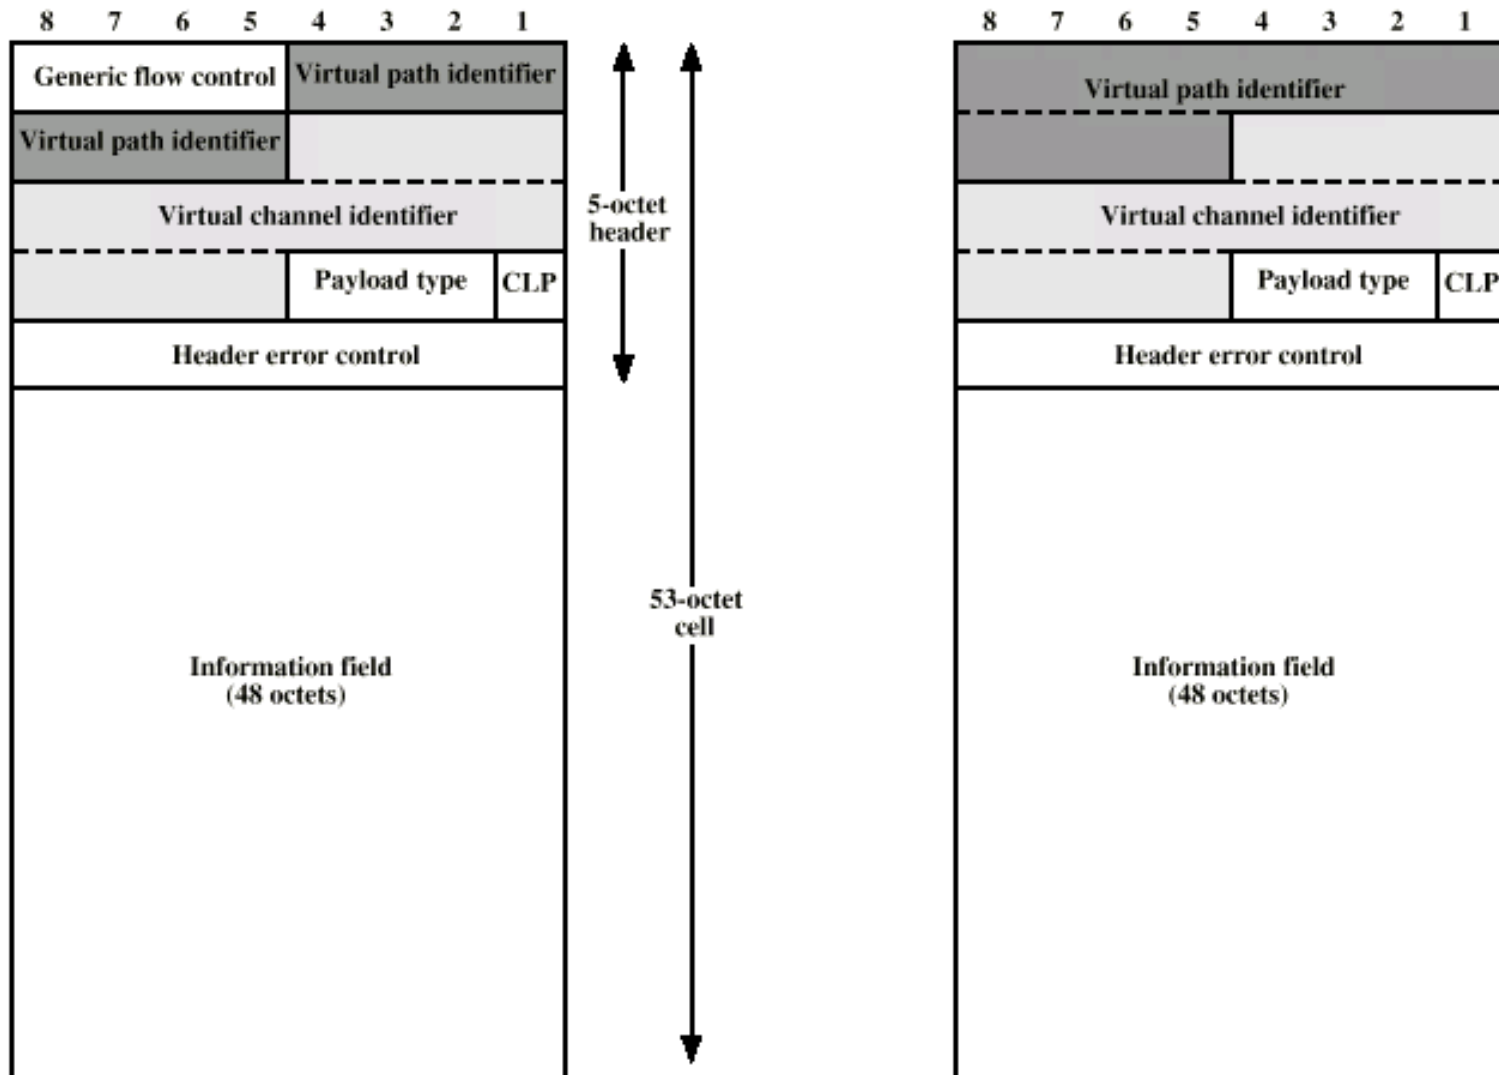 8 7 6 5 4 3 2 1
Generic flow control
Virtual path identifier
Virtual path identifier
Virtual channel identifier
Payload type
CLP
Header error control
Information field
(48 octets)
5-octet
header
53-octet
cell
8 7 6 5 4 3 2 1
Virtual path identifier
Virtual channel identifier
Payload type
CLP
Header error control
Information field
(48 octets)